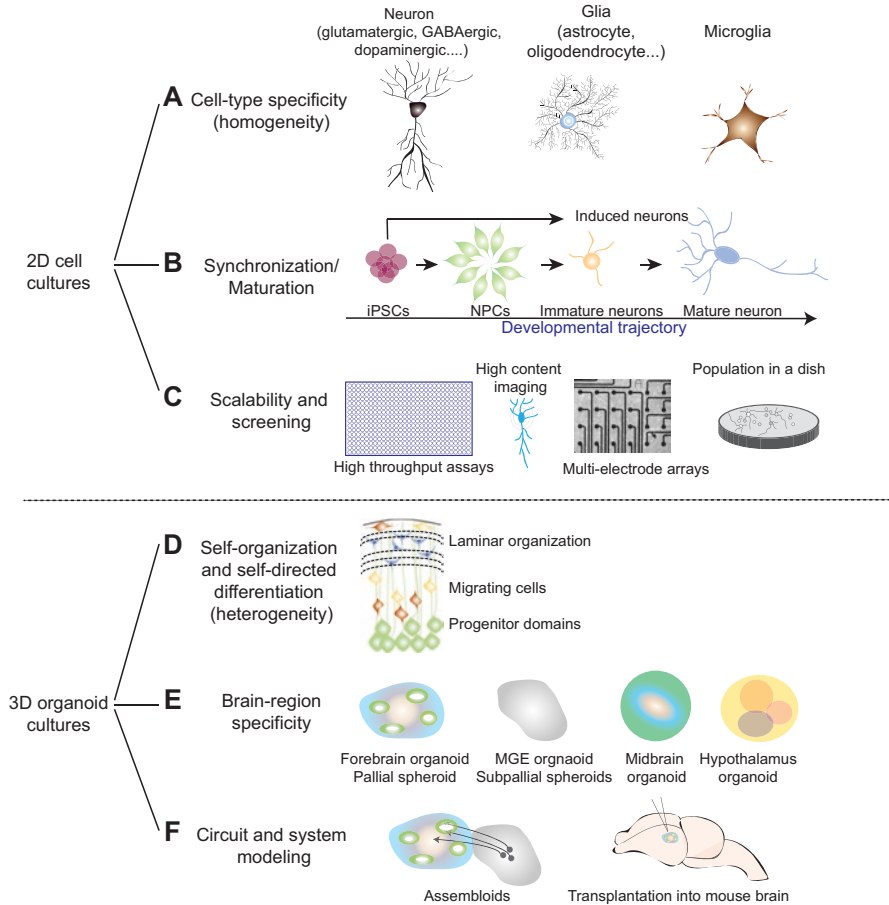 Neuron
(glutamatergic, GABAergic,
dopaminergic....)
Glia
(astrocyte,
oligodendrocyte...)
Microglia
A
Cell-type specificity
(homogeneity)
2D cell
cultures
B
Synchronization/
Maturation
Induced neurons
iPSCs
NPCs
Immature neurons
Mature neuron
Developmental trajectory
C
Scalability and
screening
High throughput assays
High content
imaging
Multi-electrode arrays
Population in a dish
3D organoid
cultures
D
Self-organization
and self-directed
differentiation
(heterogeneity)
Laminar organization
Migrating cells
Progenitor domains
E
Brain-region
specificity
Forebrain organoid
Pallial spheroid
MGE orgnaoid
Subpallial spheroids
Midbrain
organoid
Hypothalamus
organoid
F
Circuit and system
modeling
Assembloids
Transplantation into mouse brain